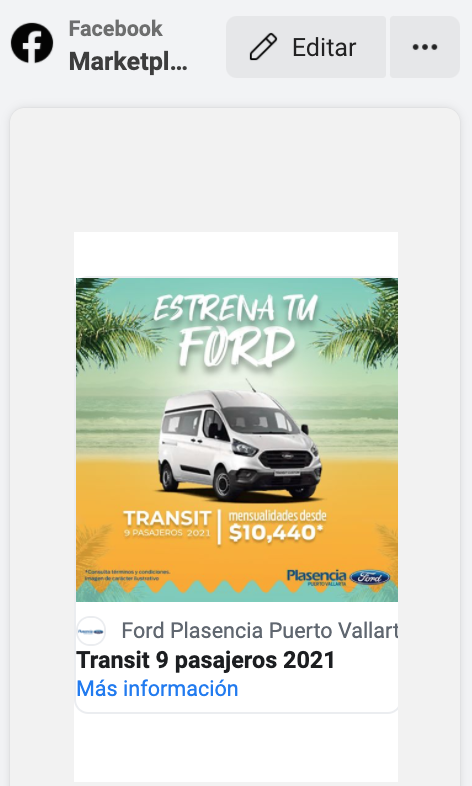 Facebook
Marketpl...
Editar
ESTRENA TU
FORD
TRANSIT
9 PASAJEROS 2021
mensualidades desde
$10,440*
*Consulta términos y condiciones.
Imagen de carácter ilustrativo
Plasencia
PUERTO VALLARTA
Ford
Ford Plasencia Puerto Vallart
Transit 9 pasajeros 2021
Más información